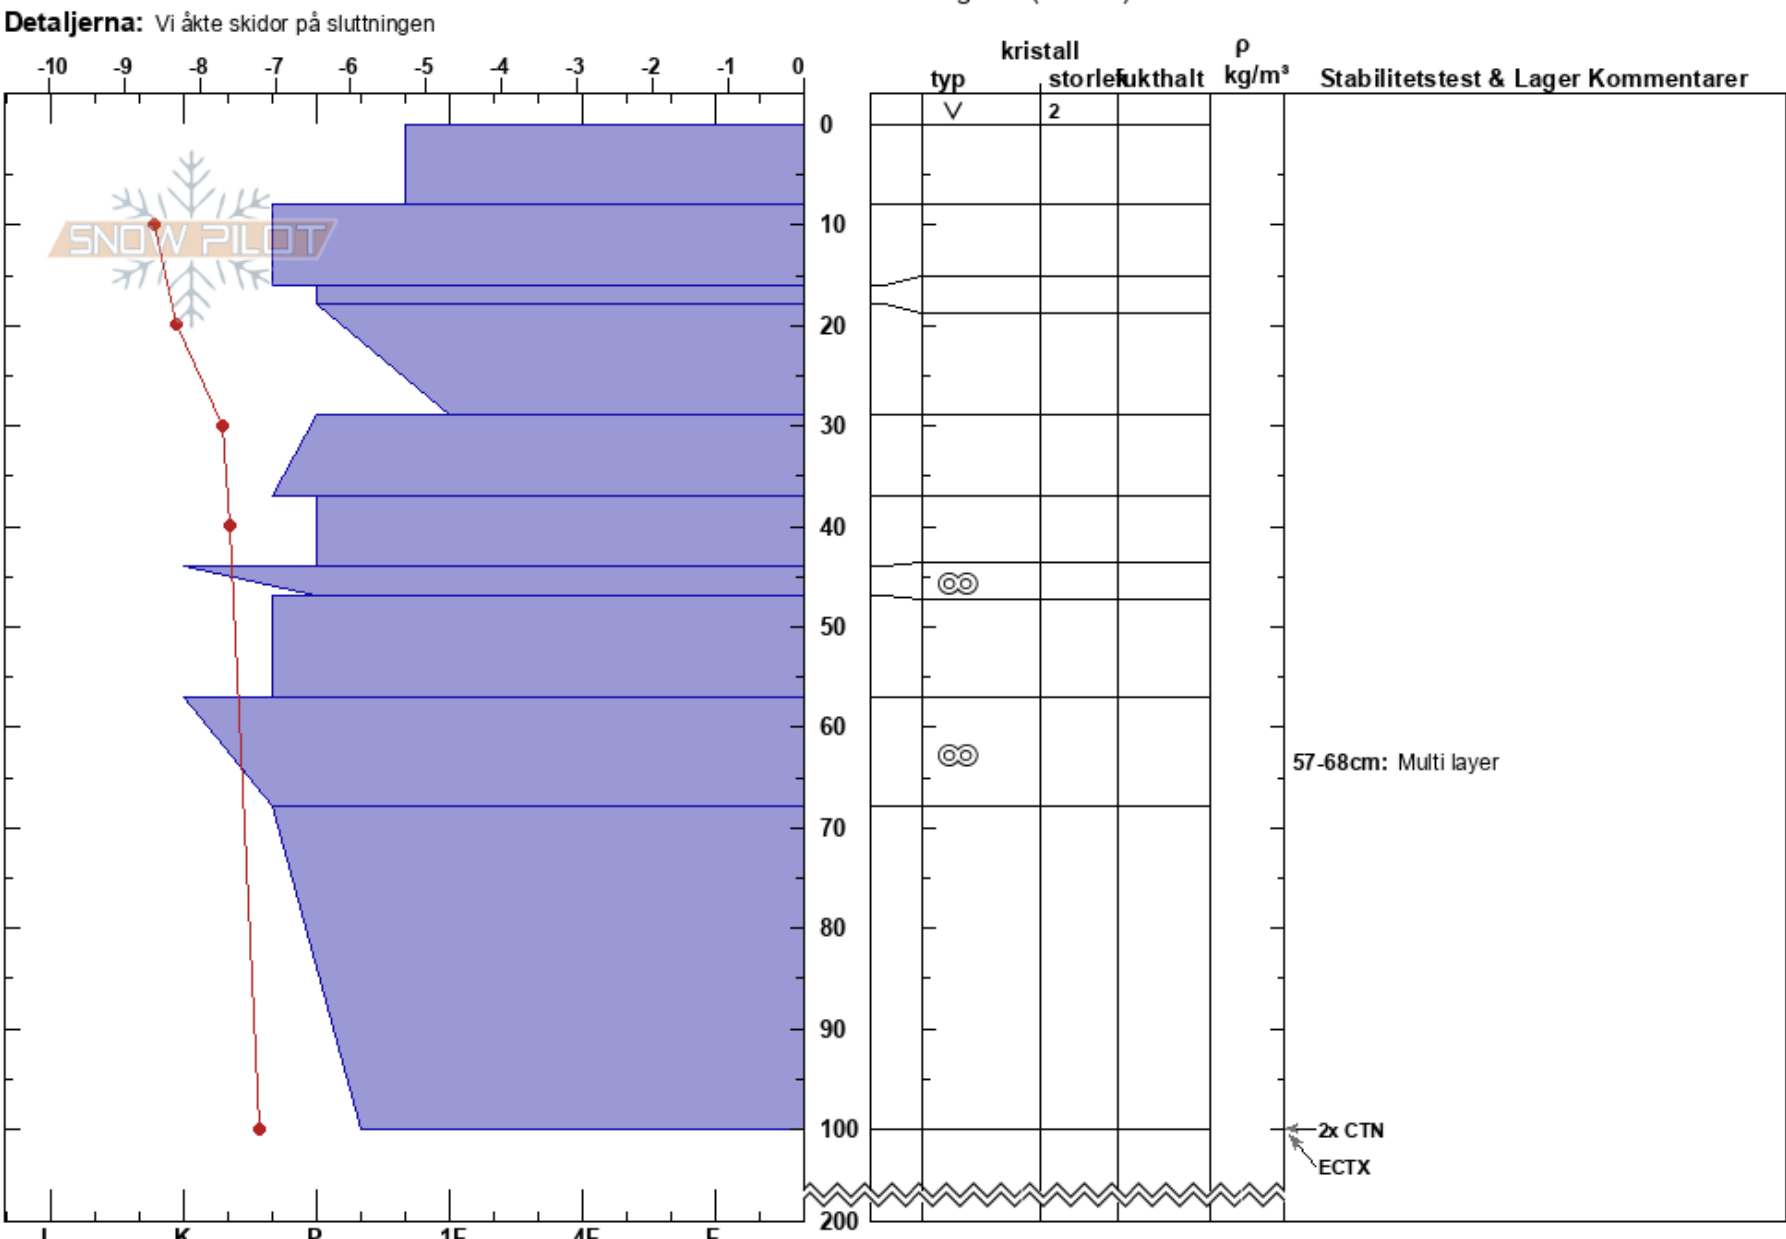 Detaljerna: Vi åkte skidor på sluttningen
-10 -9 -8 -7 -6 -5 -4 -3 -2 -1 0
kristall ρ
typ storlek fukthalt kg/m³ Stabilitetstest & Lager Kommentarer
2
0
SNOW PILOT
10
20
30
40
50
60
57-68cm: Multi layer
70
80
90
100 2x CTN
ECTX
200
I K P 1F 4F F